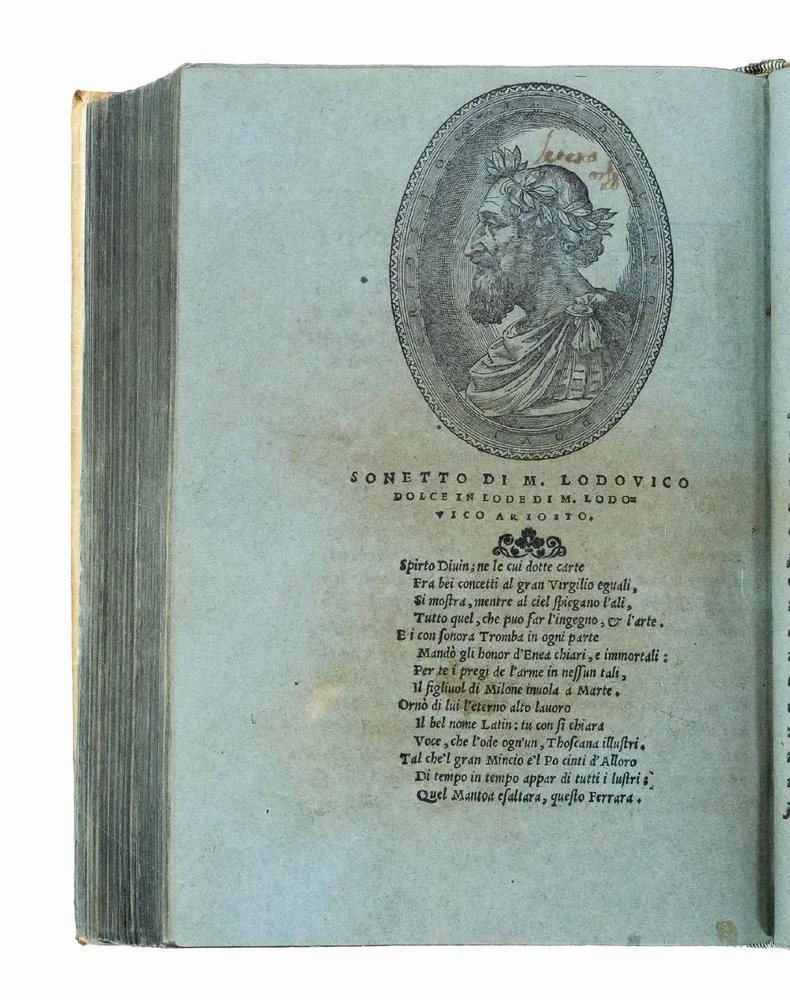 SONETTO DI M. LODOVICO
DOLCE IN LODE DI M. LODO=
VICO ARIOSTO.
Spirto Diuin; ne le cui dotte carte
Fra bei concetti al gran Virgilio eguali,
Si moſtra, mentre al ciel ſpiegano l'ali,
Tutto quel, che puo far l'ingegno, & l'arte.
E i con ſonora Tromba in ogni parte
Mandò gli honor d'Enea chiari, e immortali:
Per te i pregi de l'arme in neſſun tali,
Il figliuol di Milone inuola a Marte.
Ornò di lui l'eterno alto lauoro
Il bel nome Latin: tu con ſi chiara
Voce, che l'ode ogn'un, Thoſcana illuſtri.
Tal che'l gran Mincio e'l Po cinti d'Alloro
Di tempo in tempo appar di tutti i luſtri:
Quel Mantoa eſaltara, queſto Ferrara.